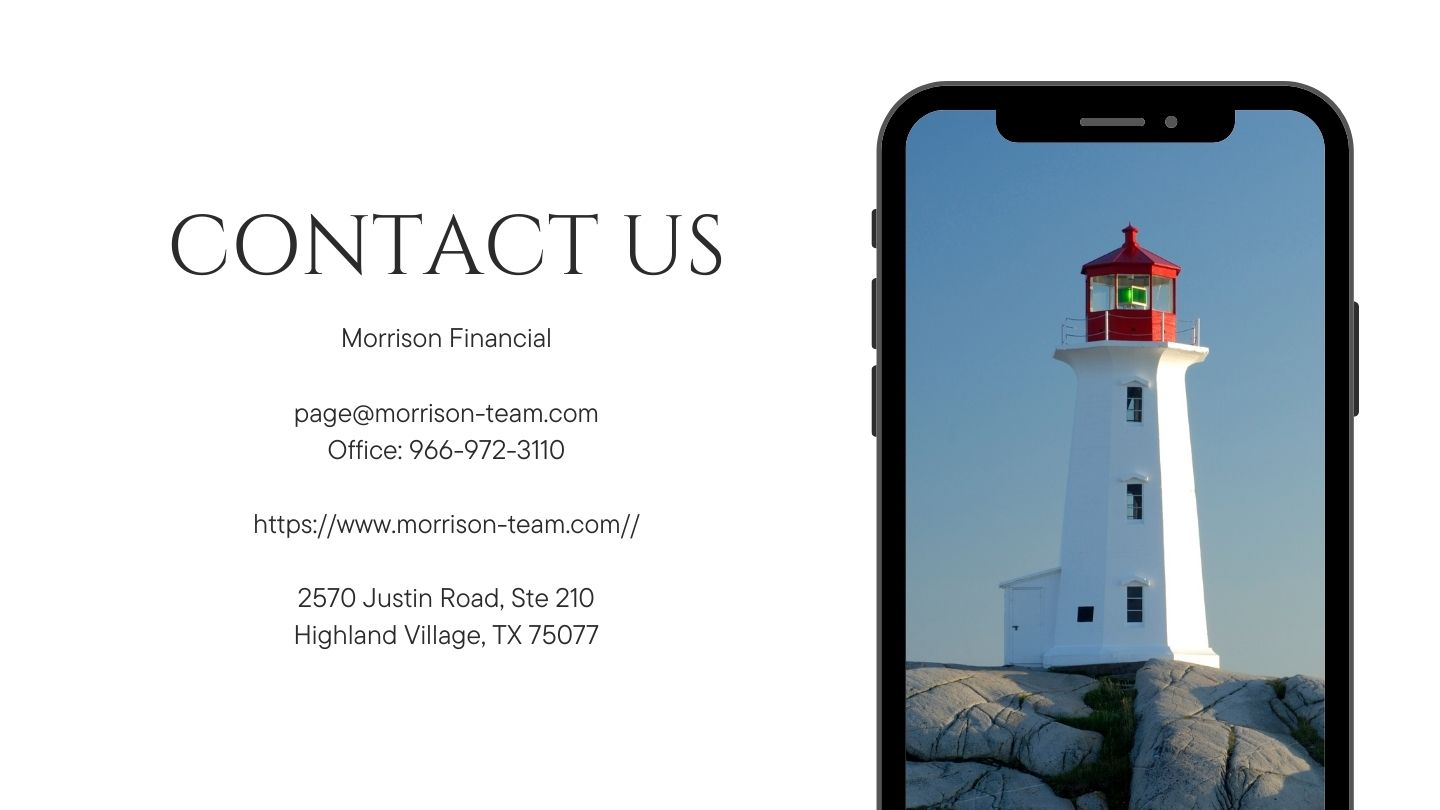 CONTACT US
Morrison Financial
page@morrison-team.com
Office: 966-972-3110
https://www.morrison-team.com//
2570 Justin Road, Ste 210
Highland Village, TX 75077